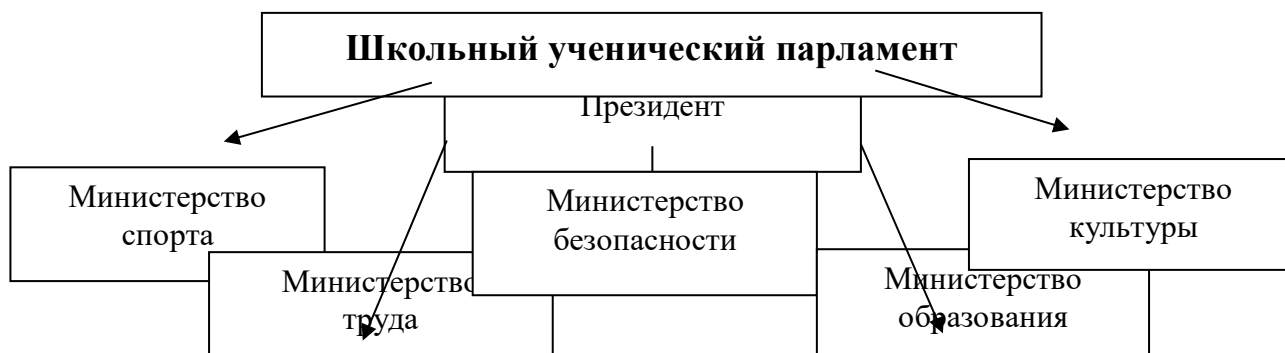 Школьный ученический парламент
Президент
Министерство
спорта
Министерство
безопасности
Министерство
культуры
Министерство
труда
Министерство
образования